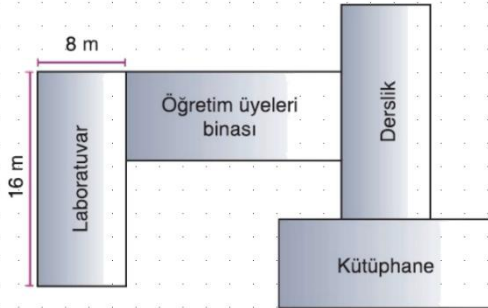 8 m
16 m
Laboratuvar
Öğretim üyeleri
binası
Derslik
Kütüphane